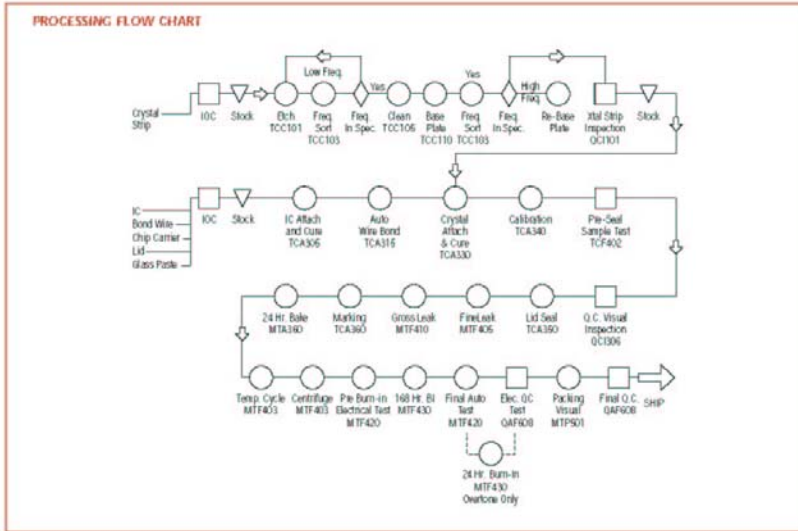 PROCESSING FLOW CHART
Low Freq.
Yes
Yes
High
Freq.
Crystal
Strip
IOC
Stock
Etch
TCC101
Freq.
Sort
TCC103
Freq.
In Spec.
Clean
TCC106
Base
Plate
TCC110
Freq.
Sort
TCC103
Freq.
In Spec.
Re-Base
Plate
Xtal Strip
Inspection
QCI101
Stock
IC
Bond Wire
Chip Carrier
Lid
Glass Paste
IOC
Stock
IC Attach
and Cure
TCA306
Auto
Wire Bond
TCA316
Crystal
Attach
& Cure
TCA330
Calibration
TCA340
Pre-Seal
Sample Test
TCF402
24 Hr. Bake
MTA360
Marking
TCA360
Gross Leak
MTF410
Fine Leak
MTF405
Lid Seal
TCA350
Q.C. Visual
Inspection
QCI306
Temp. Cycle
MTF403
Centrifuge
MTF403
Pre Burn-in
Electrical Test
MTF420
168 Hr. BI
MTF430
Final Auto
Test
MTF420
Elec. QC
Test
QAF608
Packing
Visual
MTP501
Final Q.C.
QAF608
SHIP
24 Hr. Burn-In
MTF430
Overtone Only